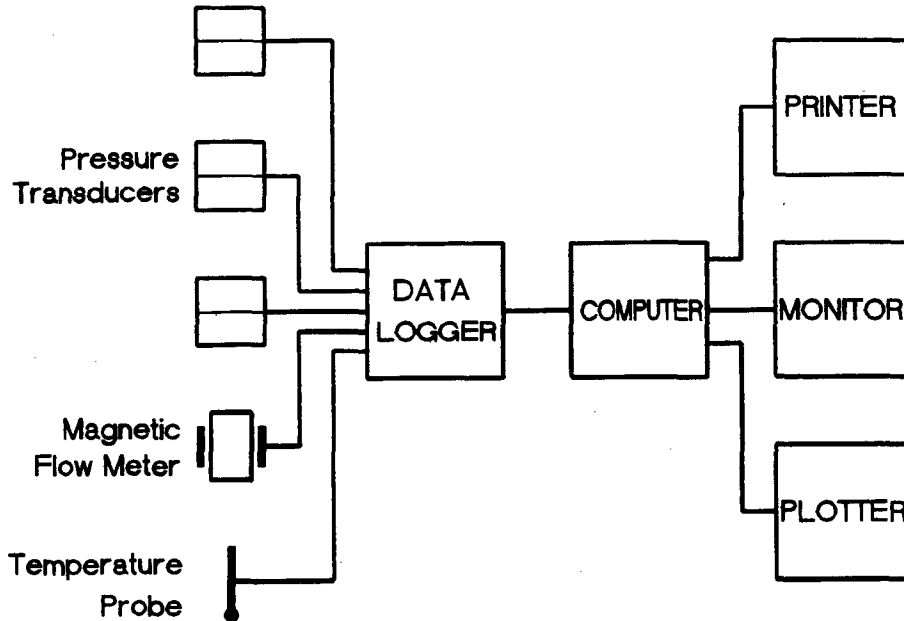 Pressure
Transducers
Magnetic
Flow Meter
Temperature
Probe
DATA
LOGGER
COMPUTER
PRINTER
MONITOR
PLOTTER